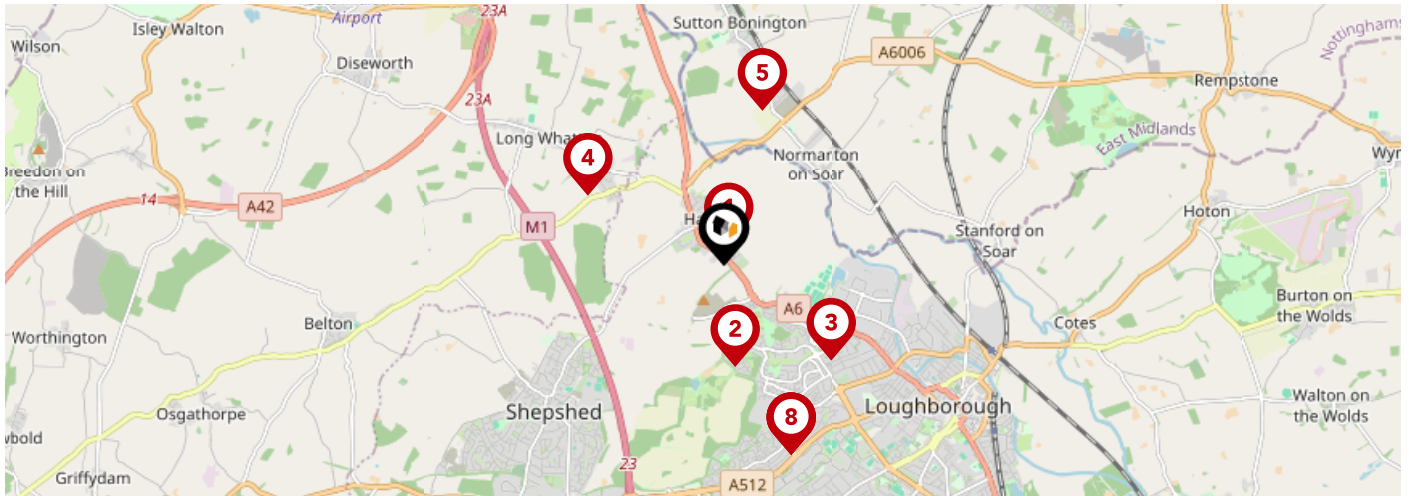 23A
Sutton Bonington
Airport
Isley Walton
Wilson
Nottinghams
A6006
5
Diseworth
Rempstone
23A
East Midlands
Long What
4
Normarton
on Soar
Breedon on
the Hill
Wyn
14
A42
1
Ha
Hoton
M1
Stanford on
Soar
Burton on
the Wolds
A6
2
3
Belton
Cotes
Worthington
Walton on
the Wolds
Shepshed
8
Loughborough
Osgathorpe
wbold
23
Griffydam
A512